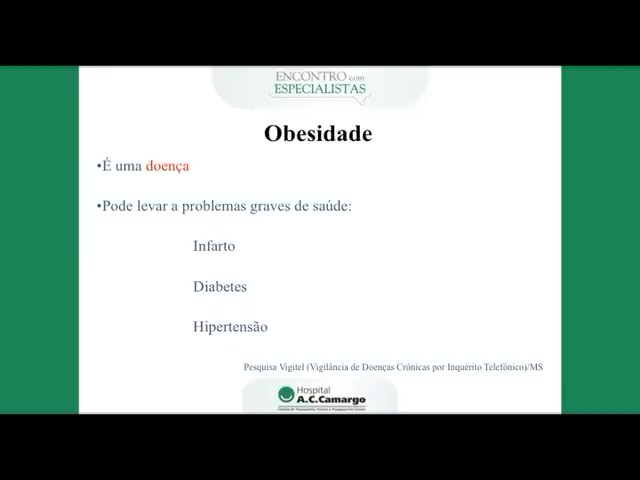 ENCONTRO com
ESPECIALISTAS
Obesidade
•É uma doença
•Pode levar a problemas graves de saúde:
Infarto
Diabetes
Hipertensão
Pesquisa Vigitel (Vigilância de Doenças Crônicas por Inquérito Telefônico)/MS
Hospital
A.C.Camargo